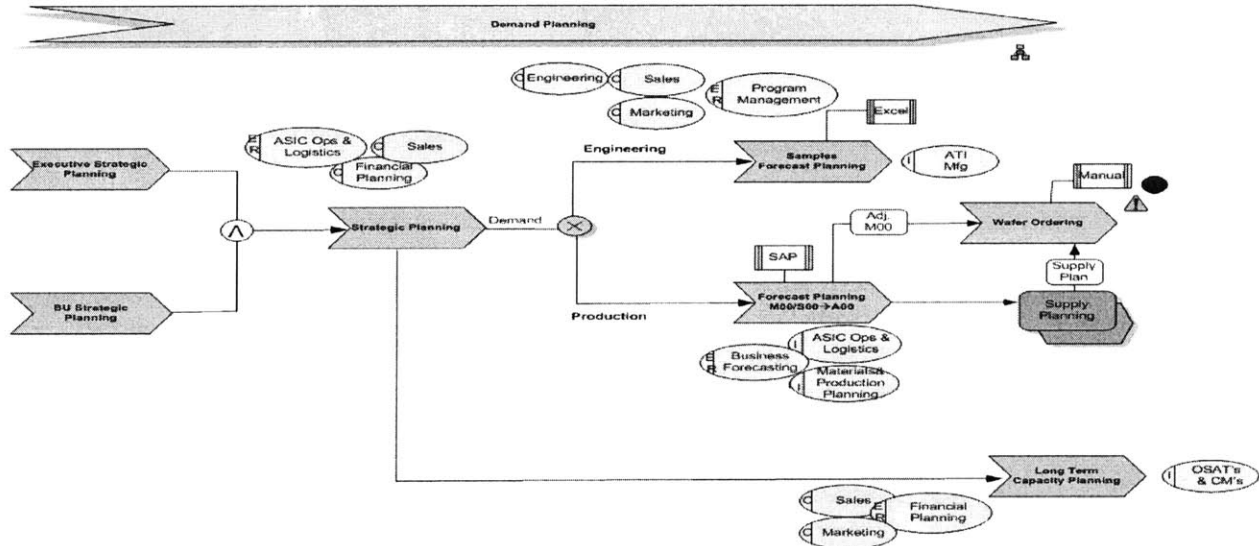 Demand Planning
C Engineering
C Sales
C Marketing
E R Program
Management
Excel
E R ASIC Ops &
Logistics
C Sales
C Financial
Planning
Executive Strategic
Planning
Engineering
Samples
Forecast Planning
I ATI
Mfg
Manual
Λ
Strategic Planning
Demand
X
Adj.
M00
Wafer Ordering
!
SAP
Supply
Plan
BU Strategic
Planning
Production
Forecast Planning
M00/S00→A00
Supply
Planning
I ASIC Ops &
Logistics
E R Business
Forecasting
I Materials&
Production
Planning
Long Term
Capacity Planning
I OSAT's
& CM's
C Sales
E R Financial
Planning
C Marketing